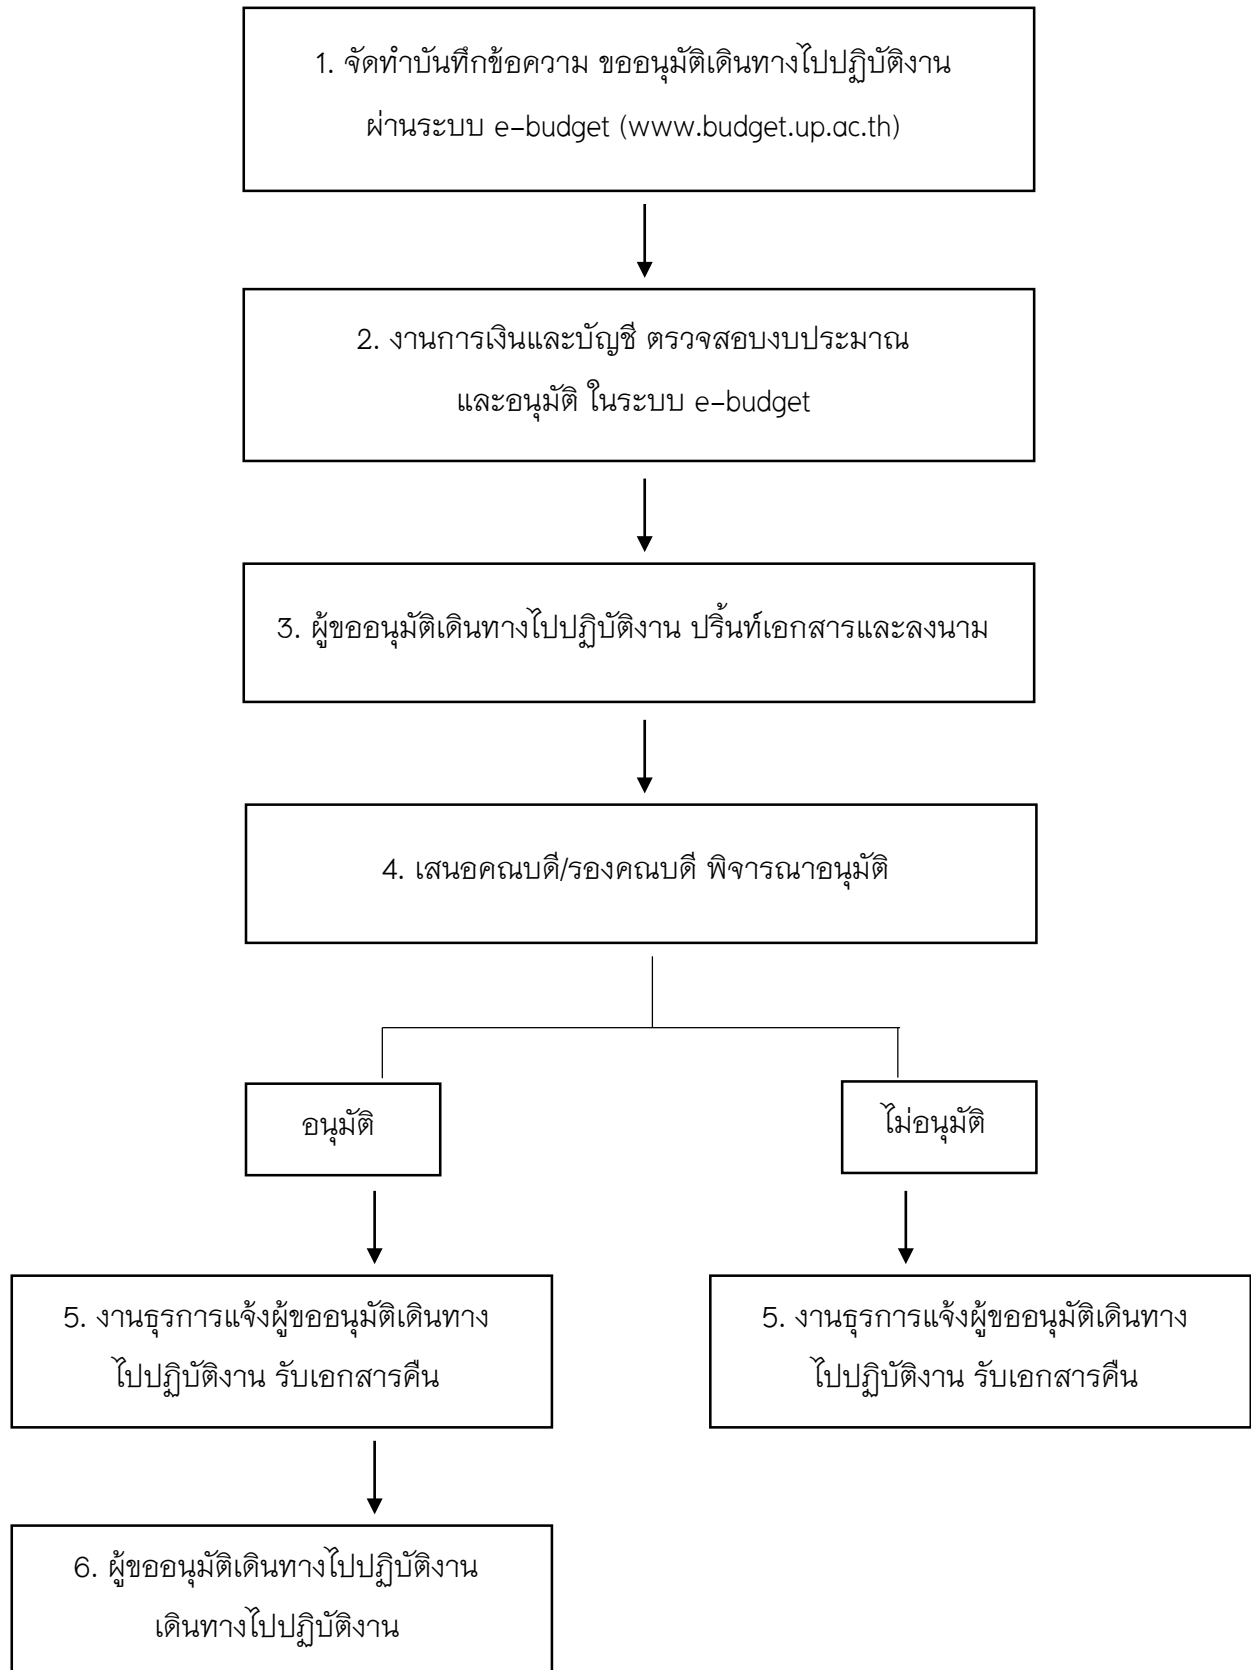 1. จัดทำบันทึกข้อความ ขออนุมัติเดินทางไปปฏิบัติงาน
ผ่านระบบ e-budget (www.budget.up.ac.th)
2. งานการเงินและบัญชี ตรวจสอบงบประมาณ
และอนุมัติ ในระบบ e-budget
3. ผู้ขออนุมัติเดินทางไปปฏิบัติงาน ปริ้นท์เอกสารและลงนาม
4. เสนอคณบดี/รองคณบดี พิจารณาอนุมัติ
อนุมัติ
ไม่อนุมัติ
5. งานธุรการแจ้งผู้ขออนุมัติเดินทาง
ไปปฏิบัติงาน รับเอกสารคืน
5. งานธุรการแจ้งผู้ขออนุมัติเดินทาง
ไปปฏิบัติงาน รับเอกสารคืน
6. ผู้ขออนุมัติเดินทางไปปฏิบัติงาน
เดินทางไปปฏิบัติงาน